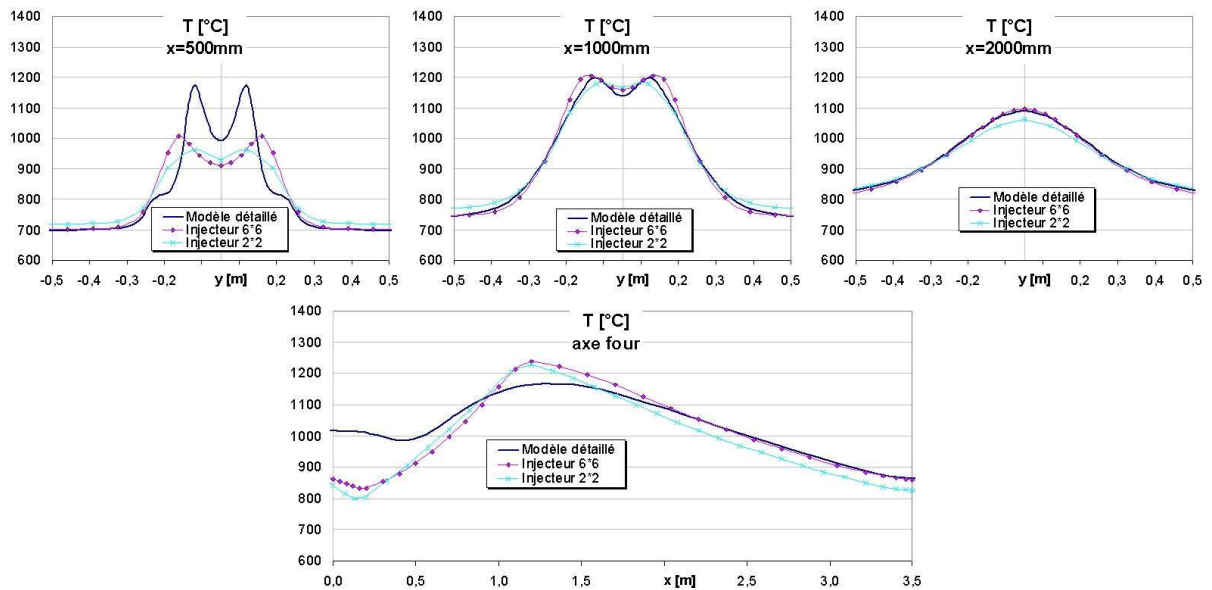 T [°C]
x=500mm
1400
1300
1200
1100
1000
900
800
700
600
Modèle détaillé
Injecteur 6*6
Injecteur 2*2
-0,5 -0,4 -0,3 -0,2 y [m] 0,2 0,3 0,4 0,5
T [°C]
x=1000mm
1400
1300
1200
1100
1000
900
800
700
600
Modèle détaillé
Injecteur 6*6
Injecteur 2*2
-0,5 -0,4 -0,3 -0,2 y [m] 0,2 0,3 0,4 0,5
T [°C]
x=2000mm
1400
1300
1200
1100
1000
900
800
700
600
Modèle détaillé
Injecteur 6*6
Injecteur 2*2
-0,5 -0,4 -0,3 -0,2 y [m] 0,2 0,3 0,4 0,5
T [°C]
axe four
1400
1300
1200
1100
1000
900
800
700
600
Modèle détaillé
Injecteur 6*6
Injecteur 2*2
0,0 0,5 1,0 1,5 x [m] 2,5 3,0 3,5